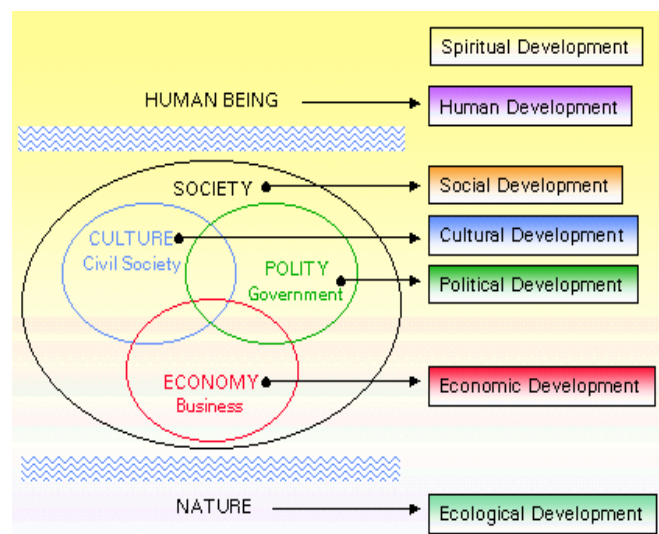 Spiritual Development
HUMAN BEING
Human Development
SOCIETY
Social Development
CULTURE
Civil Society
Cultural Development
POLITY
Government
Political Development
ECONOMY
Business
Economic Development
NATURE
Ecological Development